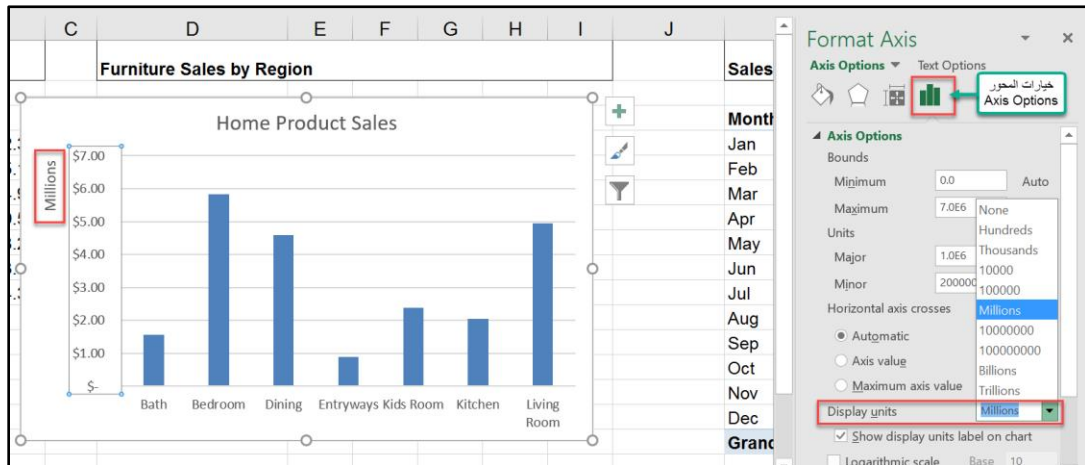 C D E F G H I J
Furniture Sales by Region
Sales
Home Product Sales
Millions
$7.00
$6.00
$5.00
$4.00
$3.00
$2.00
$1.00
$-
Bath Bedroom Dining Entryways Kids Room Kitchen Living Room
Month
Jan
Feb
Mar
Apr
May
Jun
Jul
Aug
Sep
Oct
Nov
Dec
Grand
Format Axis
Axis Options Text Options
خيارات المحور
Axis Options
Axis Options
Bounds
Minimum 0.0 Auto
Maximum 7.0E6
Units
Major 1.0E6
Minor 200000
None
Hundreds
Thousands
10000
100000
Millions
10000000
100000000
Billions
Trillions
Horizontal axis crosses
Automatic
Axis value
Maximum axis value
Display units Millions
Show display units label on chart
Logarithmic scale Base 10